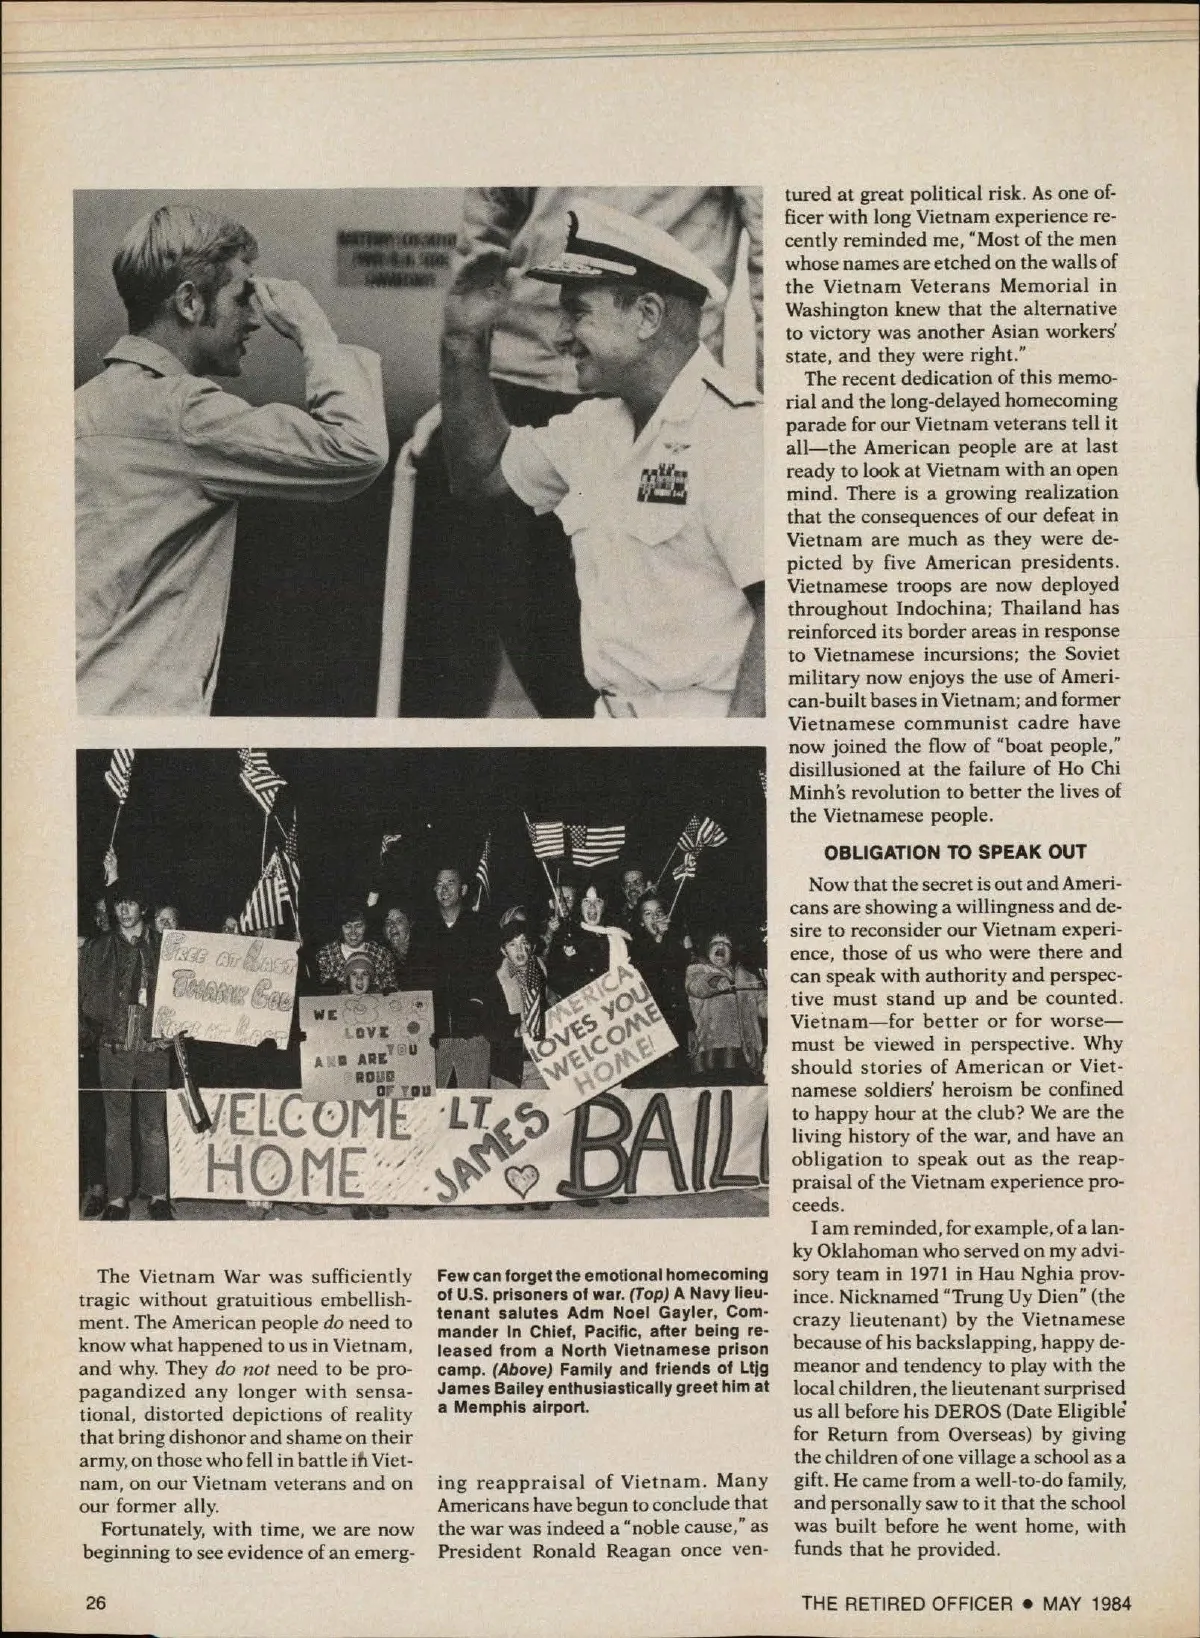 FREE AT LAST
THANK GOD
FREE AT LAST
WE
LOVE
YOU
AND ARE
PROUD
OF YOU
AMERICA
LOVES YOU
WELCOME
HOME!
WELCOME
HOME
LT.
JAMES
BAIL
The Vietnam War was sufficiently
tragic without gratuitous embellish-
ment. The American people do need to
know what happened to us in Vietnam,
and why. They do not need to be pro-
pagandized any longer with sensa-
tional, distorted depictions of reality
that bring dishonor and shame on their
army, on those who fell in battle in Viet-
nam, on our Vietnam veterans and on
our former ally.
Fortunately, with time, we are now
beginning to see evidence of an emerg-
Few can forget the emotional homecoming
of U.S. prisoners of war. (Top) A Navy lieu-
tenant salutes Adm Noel Gayler, Com-
mander In Chief, Pacific, after being re-
leased from a North Vietnamese prison
camp. (Above) Family and friends of Ltjg
James Bailey enthusiastically greet him at
a Memphis airport.
ing reappraisal of Vietnam. Many
Americans have begun to conclude that
the war was indeed a "noble cause," as
President Ronald Reagan once ven-
tured at great political risk. As one of-
ficer with long Vietnam experience re-
cently reminded me, "Most of the men
whose names are etched on the walls of
the Vietnam Veterans Memorial in
Washington knew that the alternative
to victory was another Asian workers'
state, and they were right."
The recent dedication of this memo-
rial and the long-delayed homecoming
parade for our Vietnam veterans tell it
all—the American people are at last
ready to look at Vietnam with an open
mind. There is a growing realization
that the consequences of our defeat in
Vietnam are much as they were de-
picted by five American presidents.
Vietnamese troops are now deployed
throughout Indochina; Thailand has
reinforced its border areas in response
to Vietnamese incursions; the Soviet
military now enjoys the use of Ameri-
can-built bases in Vietnam; and former
Vietnamese communist cadre have
now joined the flow of "boat people,"
disillusioned at the failure of Ho Chi
Minh's revolution to better the lives of
the Vietnamese people.
OBLIGATION TO SPEAK OUT
Now that the secret is out and Ameri-
cans are showing a willingness and de-
sire to reconsider our Vietnam experi-
ence, those of us who were there and
can speak with authority and perspec-
tive must stand up and be counted.
Vietnam—for better or for worse—
must be viewed in perspective. Why
should stories of American or Viet-
namese soldiers' heroism be confined
to happy hour at the club? We are the
living history of the war, and have an
obligation to speak out as the reap-
praisal of the Vietnam experience pro-
ceeds.
I am reminded, for example, of a lan-
ky Oklahoman who served on my advi-
sory team in 1971 in Hau Nghia prov-
ince. Nicknamed "Trung Uy Dien" (the
crazy lieutenant) by the Vietnamese
because of his backslapping, happy de-
meanor and tendency to play with the
local children, the lieutenant surprised
us all before his DEROS (Date Eligible
for Return from Overseas) by giving
the children of one village a school as a
gift. He came from a well-to-do family,
and personally saw to it that the school
was built before he went home, with
funds that he provided.
26
THE RETIRED OFFICER • MAY 1984